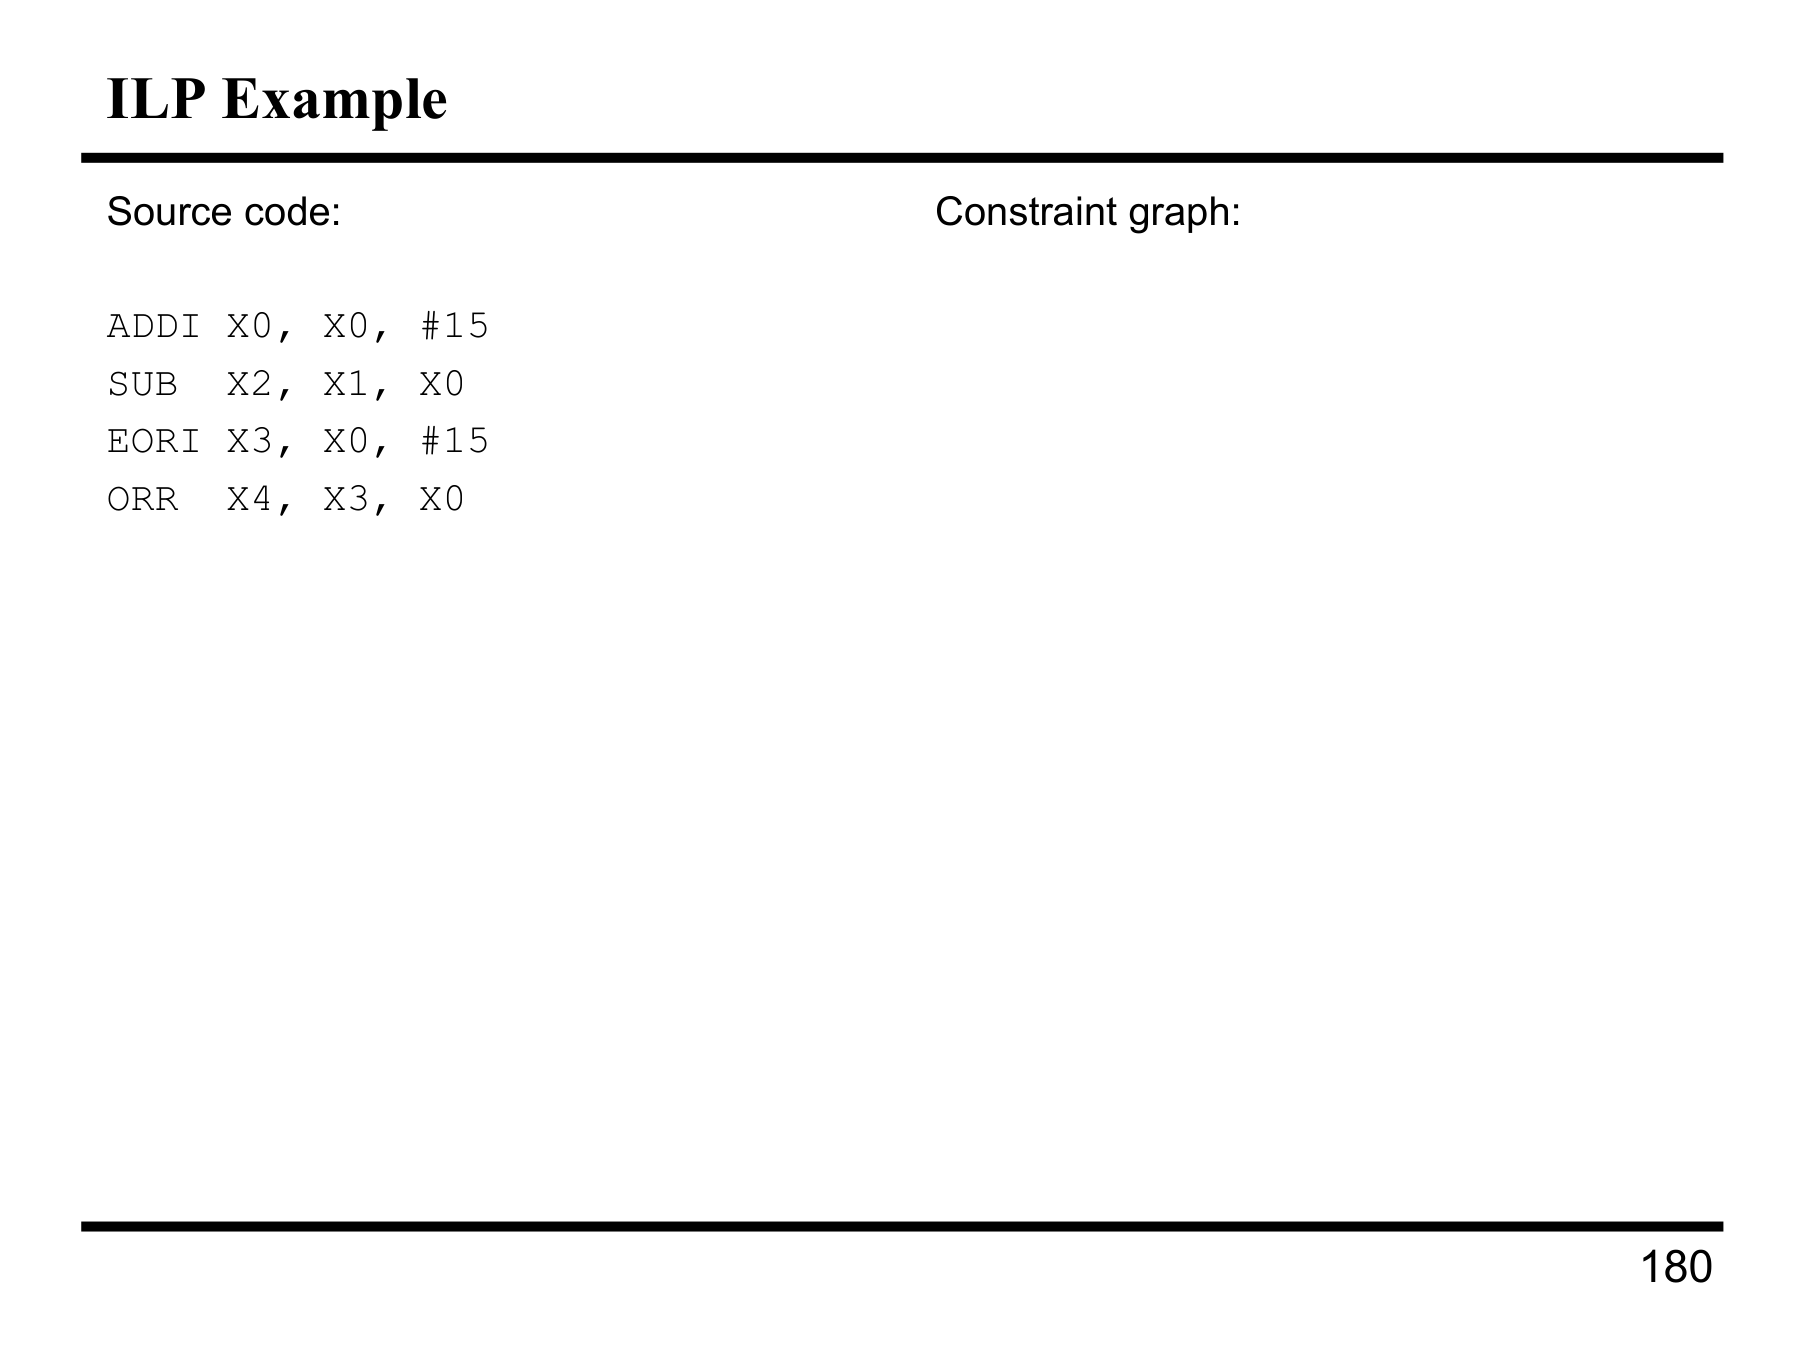 ILP Example
Source code:
ADDI X0, X0, #15
SUB  X2, X1, X0
EORI X3, X0, #15
ORR  X4, X3, X0
Constraint graph:
180